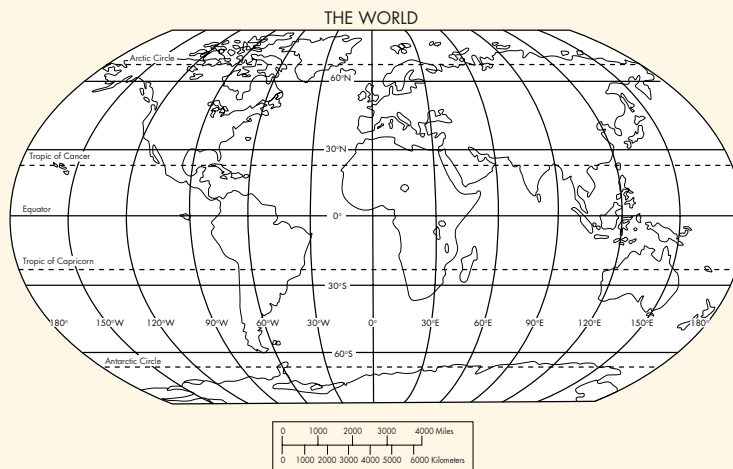 THE WORLD
Arctic Circle
60°N
30°N
Tropic of Cancer
Equator
0°
Tropic of Capricorn
30°S
180° 150°W 120°W 90°W 60°W 30°W 0° 30°E 60°E 90°E 120°E 150°E 180°
60°S
Antarctic Circle
0 1000 2000 3000 4000 Miles
0 1000 2000 3000 4000 5000 6000 Kilometers